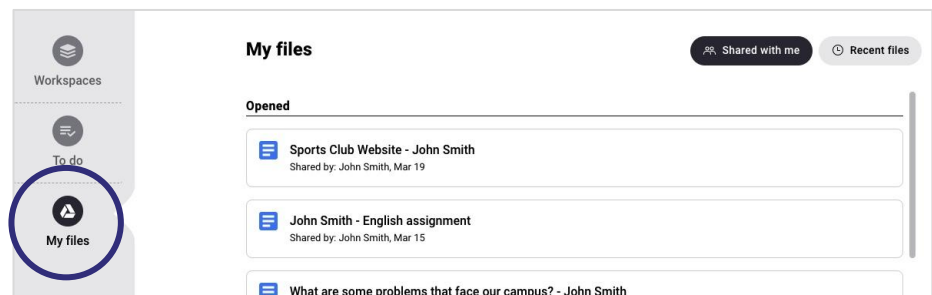 Workspaces
To do
My files
My files
Shared with me
Recent files
Opened
Sports Club Website - John Smith
Shared by: John Smith, Mar 19
John Smith - English assignment
Shared by: John Smith, Mar 15
What are some problems that face our campus? - John Smith